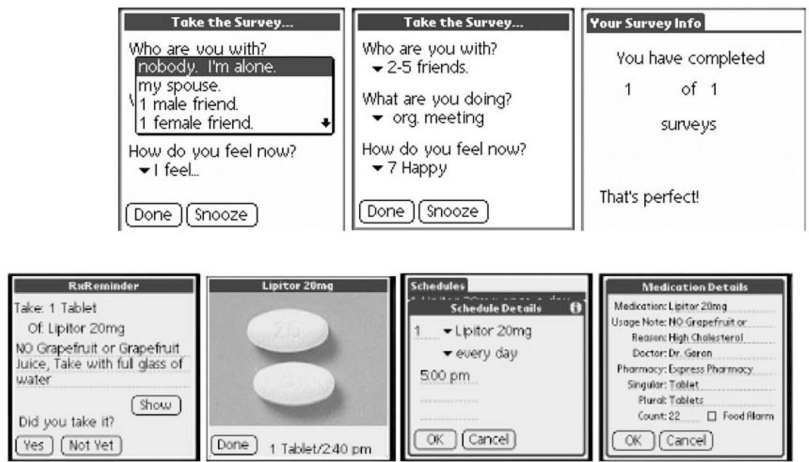 Take the Survey...
Who are you with?
nobody. I'm alone.
my spouse.
1 male friend.
1 female friend.
How do you feel now?
I feel...
Done Snooze
Take the Survey...
Who are you with?
2-5 friends.
What are you doing?
org. meeting
How do you feel now?
7 Happy
Done Snooze
Your Survey Info
You have completed
1 of 1
surveys
That's perfect!
RxReminder
Take: 1 Tablet
Of: Lipitor 20mg
NO Grapefruit or Grapefruit
Juice, Take with full glass of
water
Show
Did you take it?
Yes Not Yet
Lipitor 20mg
20
Done 1 Tablet/2:40 pm
Schedules
Schedule Details
1 Lipitor 20mg
every day
5:00 pm
OK Cancel
Medication Details
Medication: Lipitor 20mg
Usage Note: NO Grapefruit or
Reason: High Cholesterol
Doctor: Dr. Geron
Pharmacy: Express Pharmacy
Singular: Tablet
Plural: Tablets
Count: 22 Food Alarm
OK Cancel